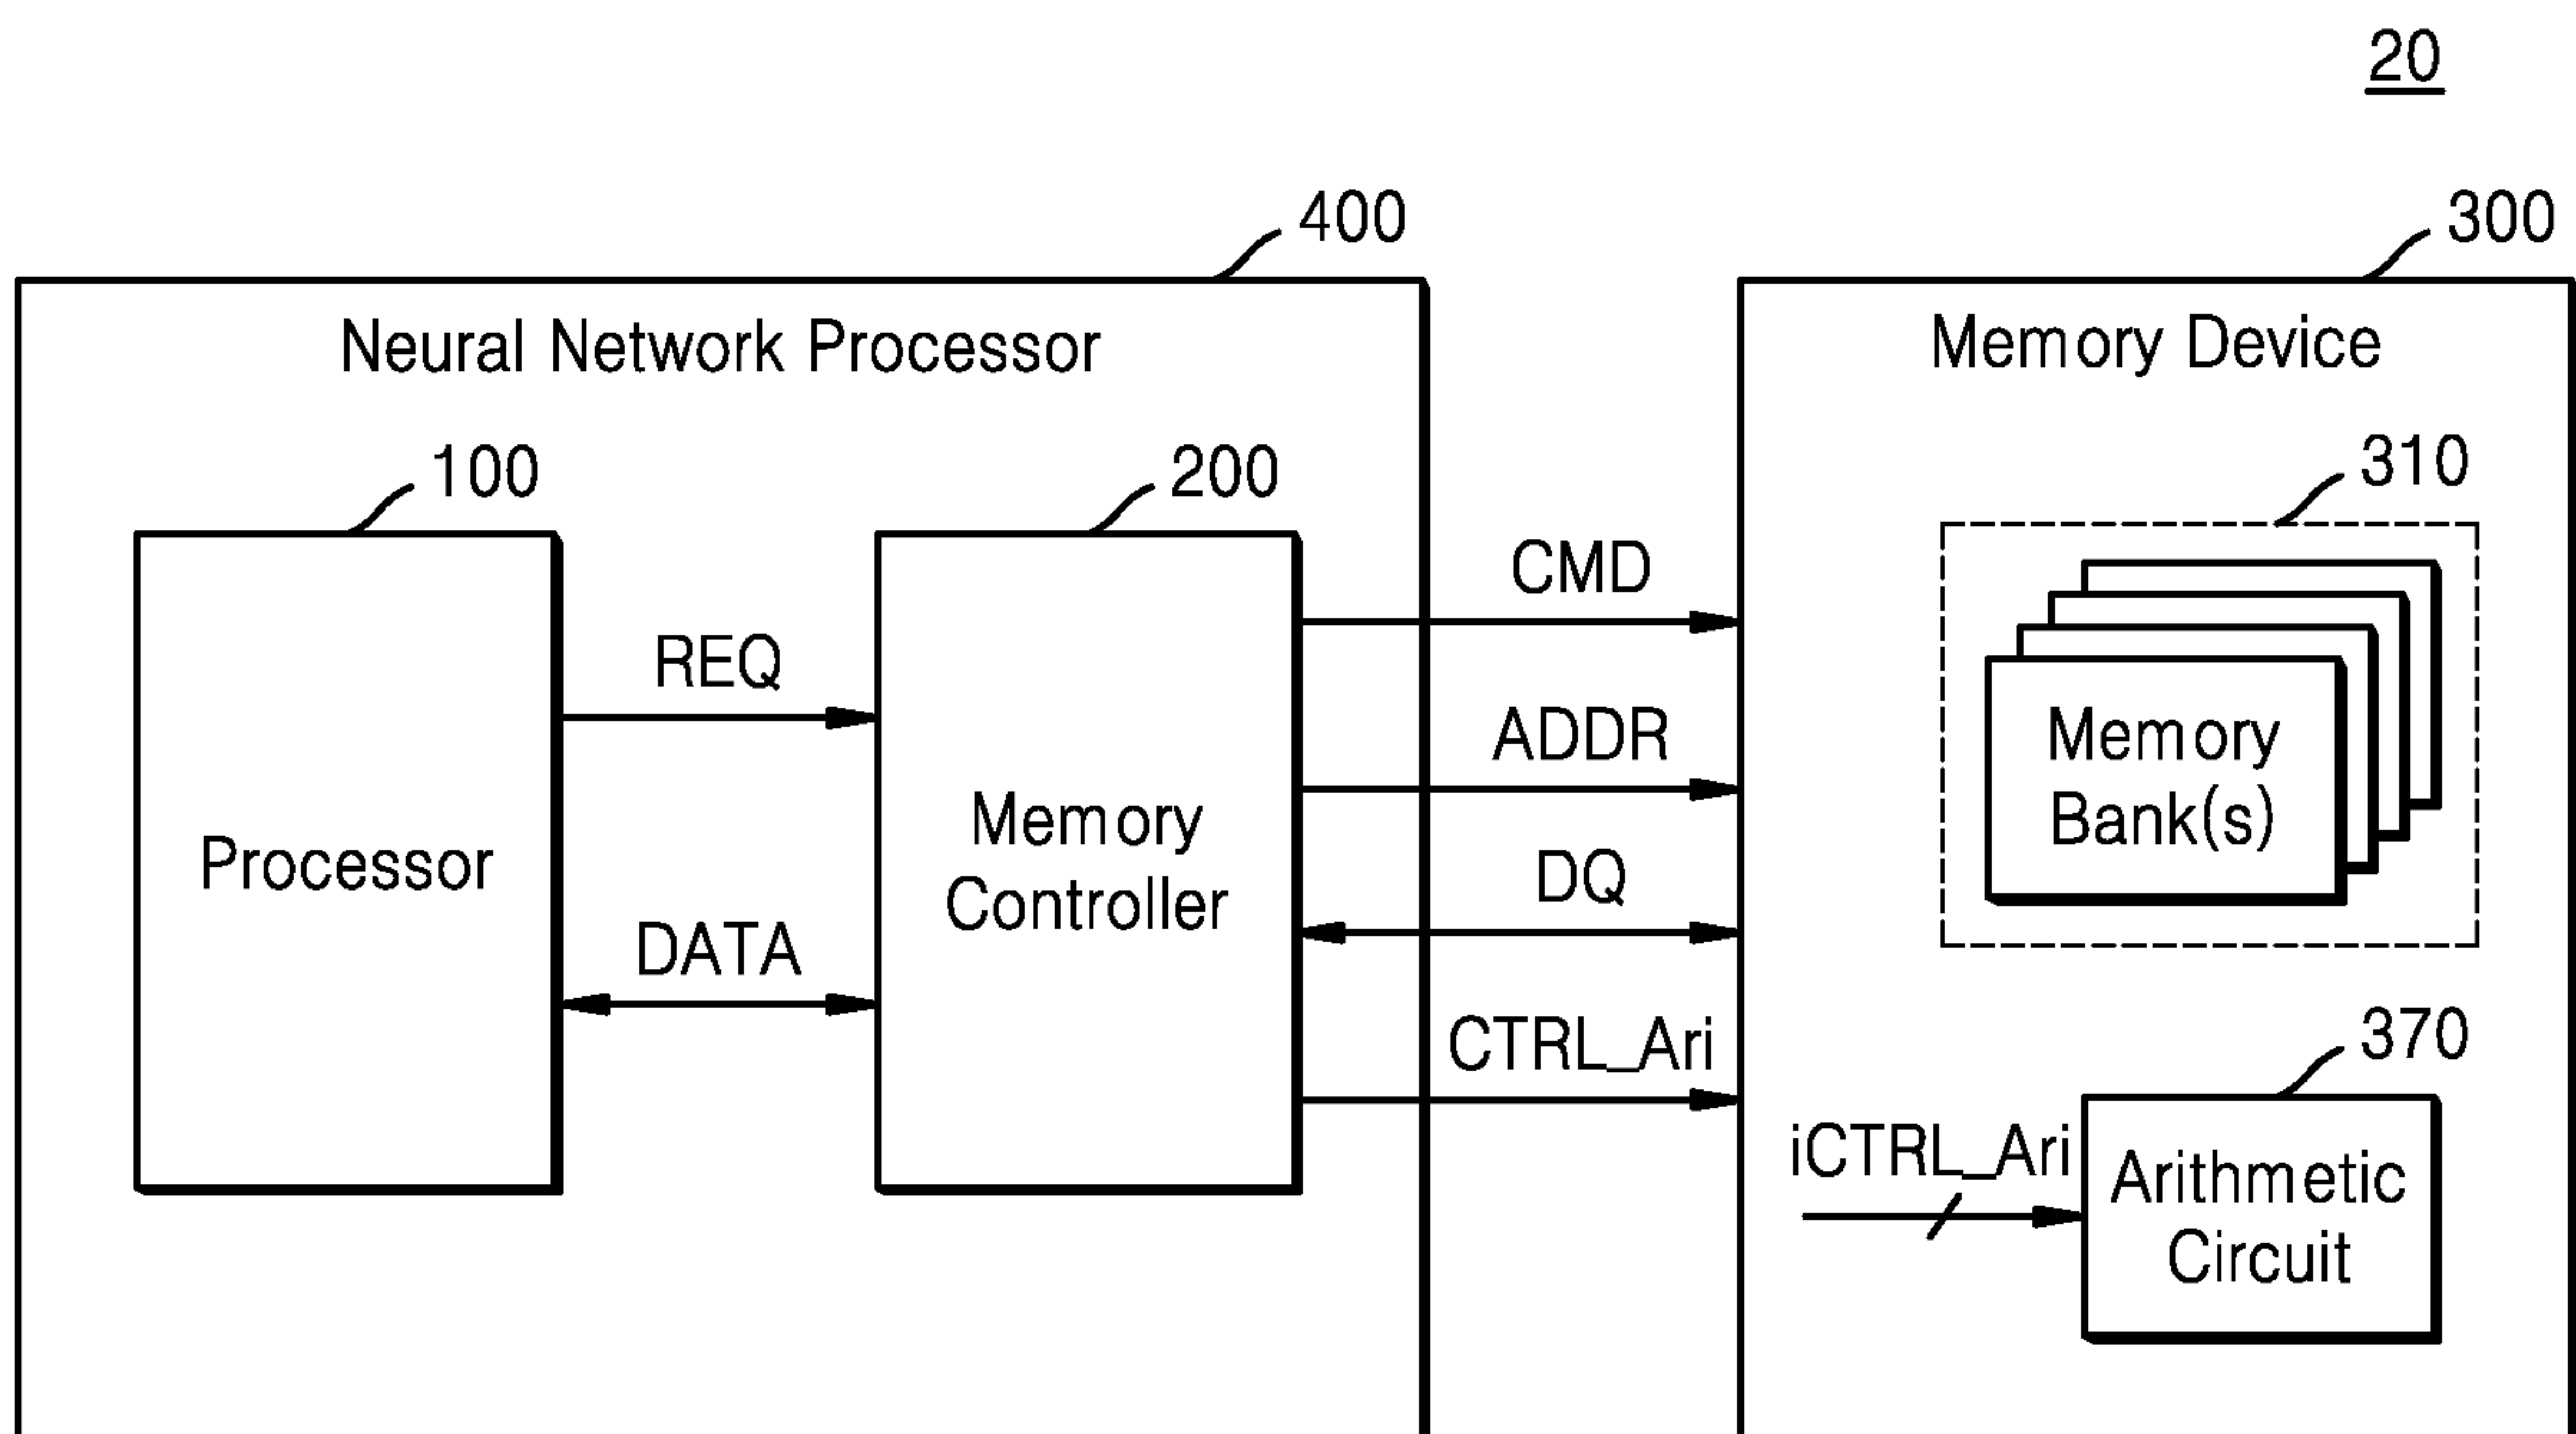 20
400
300
Neural Network Processor
Memory Device
100
200
310
CMD
REQ
ADDR
Memory
Bank(s)
Memory
Controller
Processor
DQ
DATA
CTRL_Ari
370
iCTRL_Ari
Arithmetic
Circuit